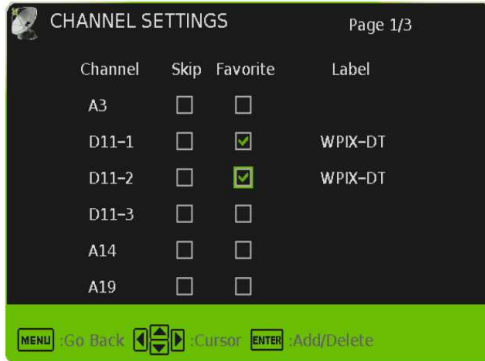 CHANNEL SETTINGS Page 1/3
Channel Skip Favorite Label
A3
D11-1 WPIX-DT
D11-2 WPIX-DT
D11-3
A14
A19
MENU :Go Back :Cursor ENTER :Add/Delete